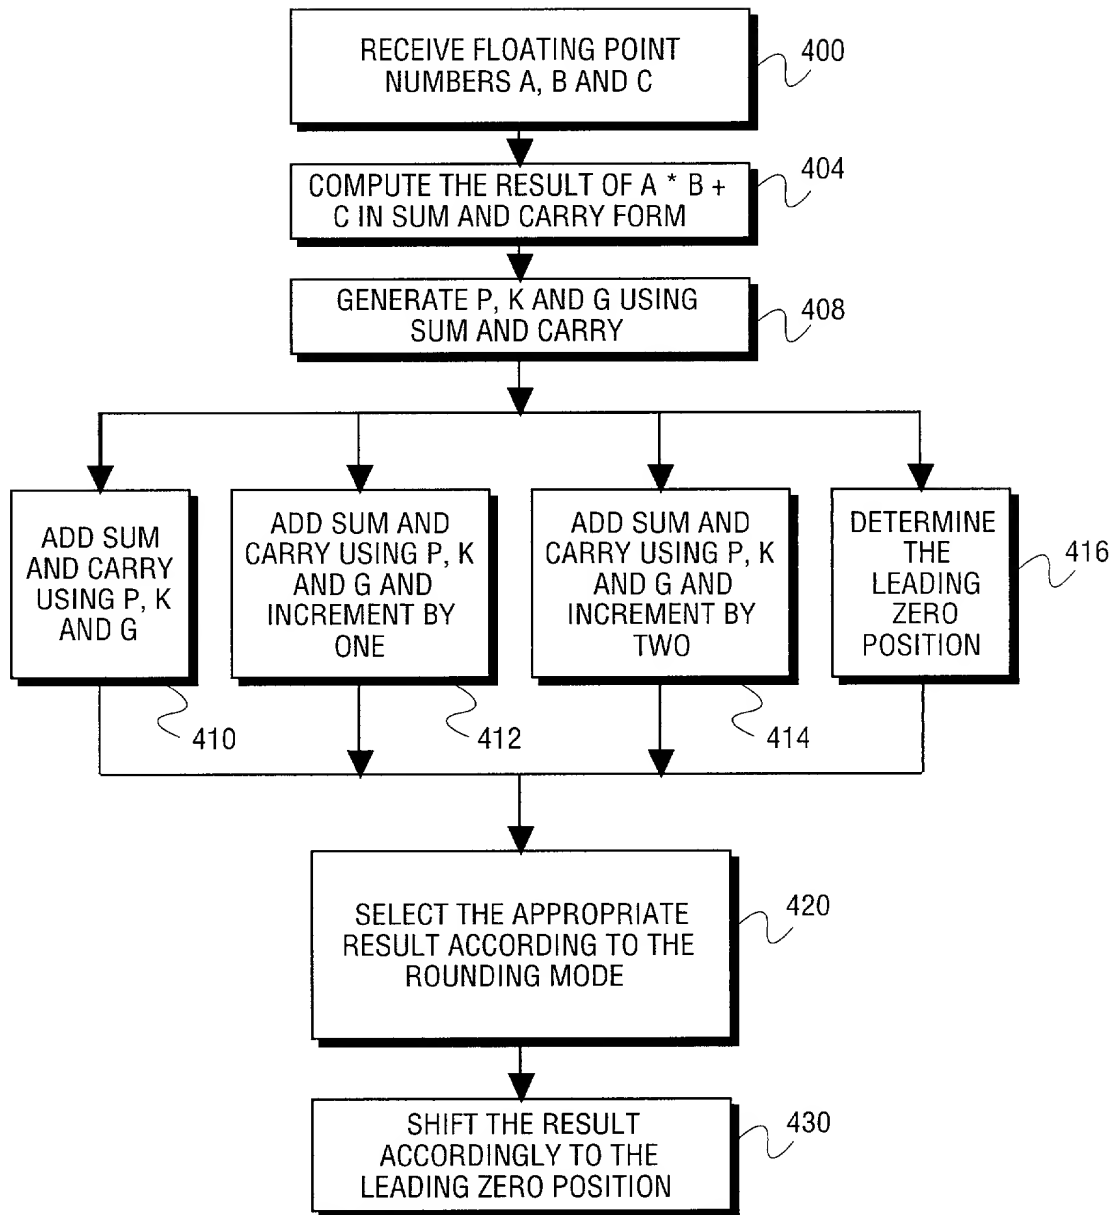 RECEIVE FLOATING POINT
NUMBERS A, B AND C
400
COMPUTE THE RESULT OF A * B +
C IN SUM AND CARRY FORM
404
GENERATE P, K AND G USING
SUM AND CARRY
408
ADD SUM
AND CARRY
USING P, K
AND G
410
ADD SUM AND
CARRY USING P, K
AND G AND
INCREMENT BY
ONE
412
ADD SUM AND
CARRY USING P, K
AND G AND
INCREMENT BY
TWO
414
DETERMINE
THE
LEADING
ZERO
POSITION
416
SELECT THE APPROPRIATE
RESULT ACCORDING TO THE
ROUNDING MODE
420
SHIFT THE RESULT
ACCORDINGLY TO THE
LEADING ZERO POSITION
430